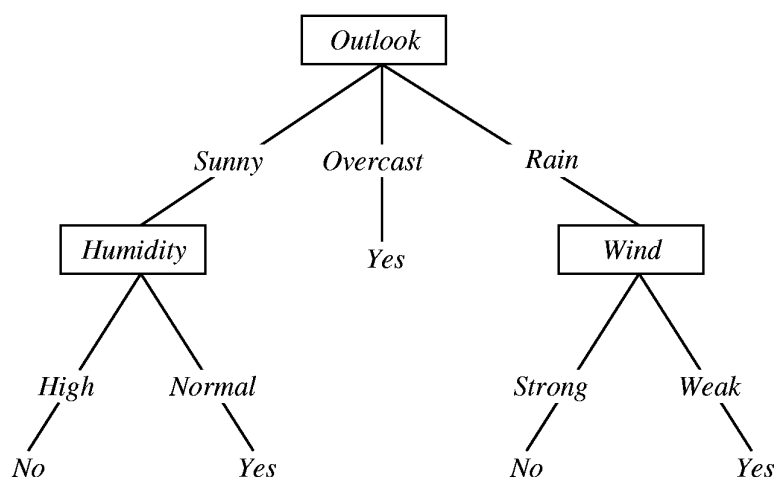 Outlook
Sunny Overcast Rain
Humidity Yes Wind
High Normal Strong Weak
No Yes No Yes